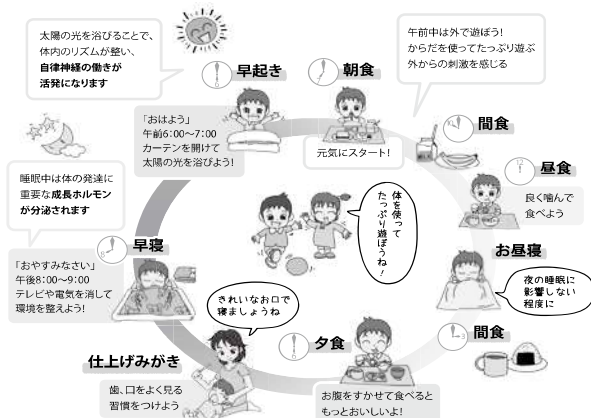 太陽の光を浴びることで、
体内のリズムが整い、
自律神経の働きが
活発になります
早起き
「おはよう」
午前6:00〜7:00
カーテンを開けて
太陽の光を浴びよう!
朝食
元気にスタート!
午前中は外で遊ぼう!
からだを使ってたっぷり遊ぶ
外からの刺激を感じる
間食
10
昼食
12
良く噛んで
食べよう
お昼寝
夜の睡眠に
影響しない
程度に
間食
3
夕食
6
お腹をすかせて食べると
もっとおいしいよ!
仕上げみがき
歯、口をよく見る
習慣をつけよう
きれいなお口で
寝ましょうね
早寝
8
「おやすみなさい」
午後8:00〜9:00
テレビや電気を消して
環境を整えよう!
睡眠中は体の発達に
重要な成長ホルモン
が分泌されます
体を使って
たっぷり遊ぼうね!